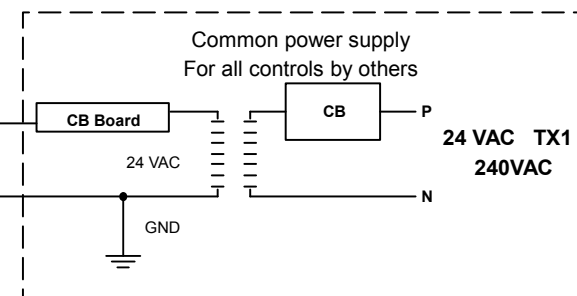 Common power supply
For all controls by others
CB Board
CB
P
24 VAC TX1
240VAC
24 VAC
N
GND